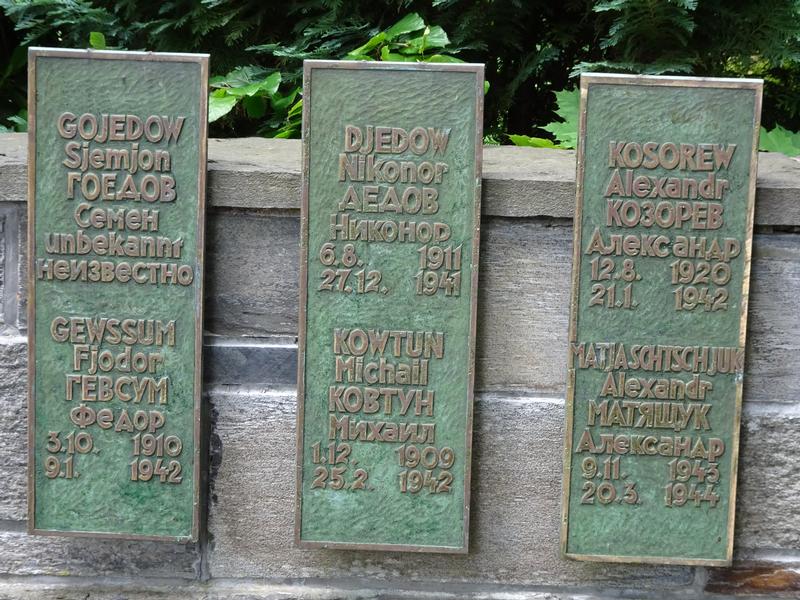 GOJEDOW
Sjemjon
ГОЕДОВ
Семен
unbekannt
неизвестно
GEWSSUM
Fjodor
ГЕВСУМ
Федор
3.10. 1910
9.1. 1942
DJEDOW
Nikonor
ДЕДОВ
Никонор
6.8. 1911
27.12. 1941
KOWTUN
Michail
КОВТУН
Михаил
1.12. 1909
25.2. 1942
KOSOREW
Alexandr
КОЗОРЕВ
Александр
12.8. 1920
21.1. 1942
MATJASCHTSCHJUK
Alexandr
МАТЯЩУК
Александр
9.11. 1943
20.3. 1944